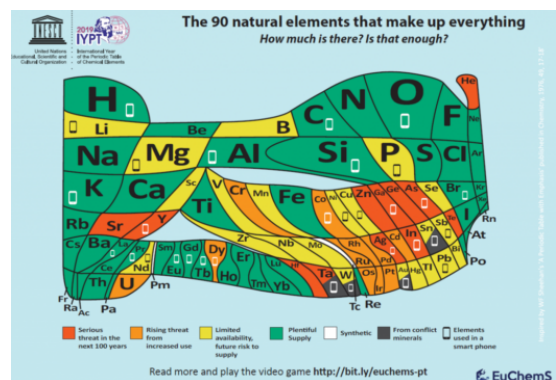 The 90 natural elements that make up everything
How much is there? Is that enough?
United Nations
Educational, Scientific and
Cultural Organization
2019
IYPT
International Year
of the Periodic Table
of Chemical Elements
H He
Li Be B C N O F Ne
Na Mg Al Si P S Cl Ar
K Ca Sc Ti V Cr Mn Fe Co Ni Cu Zn Ga Ge As Se Br Kr
Rb Sr Y Zr Nb Mo Rh Ag Cd In Sn Sb Te I
Cs Ba La Pr Nd Sm Gd Dy Er Lu Hf Ta W Os Pt Au Hg Tl Pb Bi
Ce Pm Eu Tb Ho Tm Yb Tc Re Ir Pd
Th U Rn At Po
Fr Ra Ac Pa
Serious
threat in the
next 100 years
Rising threat
from
increased use
Limited
availability,
future risk to
supply
Plentiful
Supply
Synthetic
From conflict
minerals
Elements
used in a
smart phone
Read more and play the video game http://bit.ly/euchems-pt
EuChemS